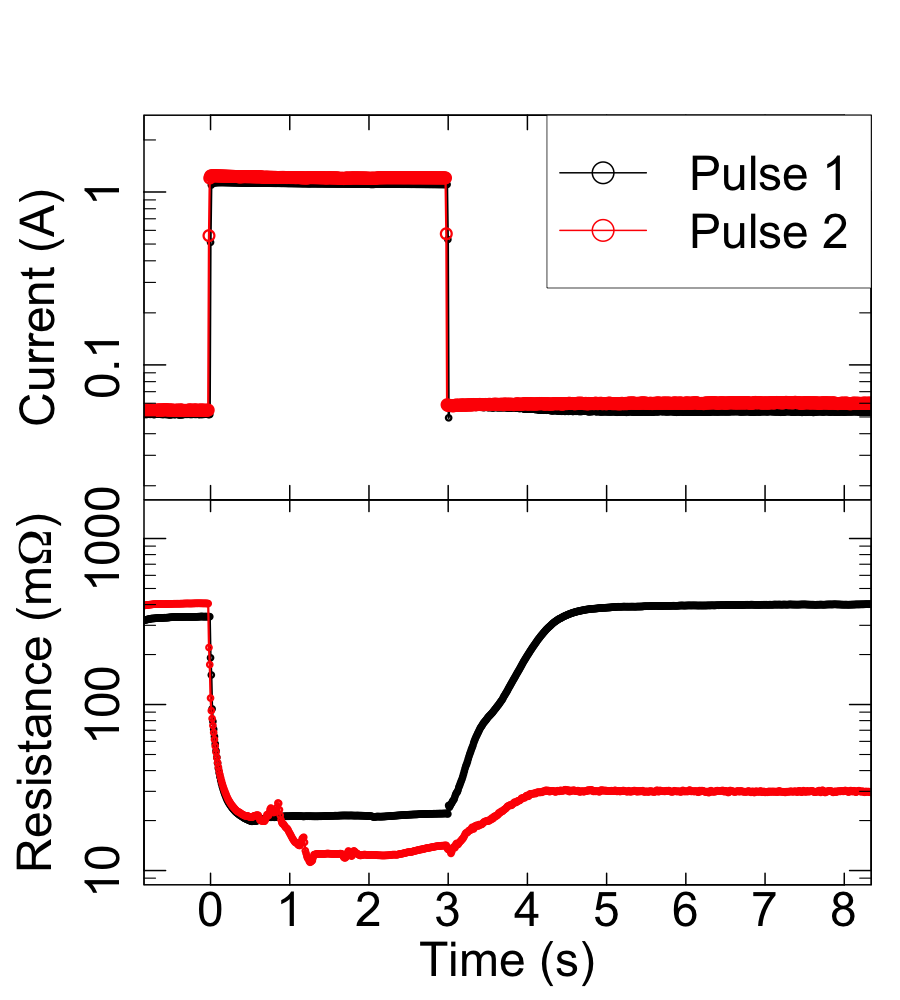 Current (A)
1
0.1
Pulse 1
Pulse 2
Resistance (mΩ)
1000
100
10
0 1 2 3 4 5 6 7 8
Time (s)